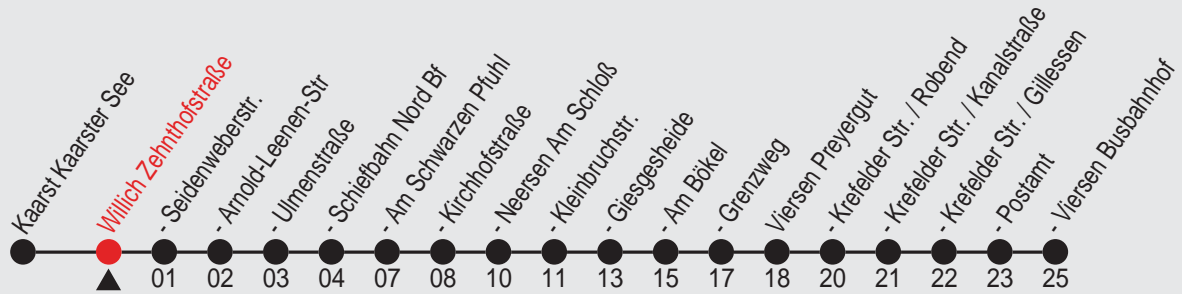 Kaarst Kaarster See
Willich Zehnthofstraße
- Seidenweberstr.
- Arnold-Leenen-Str
- Ulmenstraße
- Schiefbahn Nord Bf
- Am Schwarzen Pfuhl
- Kirchhofstraße
- Neersen Am Schloß
- Kleinbruchstr.
- Giesgesheide
- Am Bökel
- Grenzweg
Viersen Preyergut
- Krefelder Str. / Robend
- Krefelder Str. / Kanalstraße
- Krefelder Str. / Gillessen
- Postamt
- Viersen Busbahnhof
01 02 03 04 07 08 10 11 13 15 17 18 20 21 22 23 25